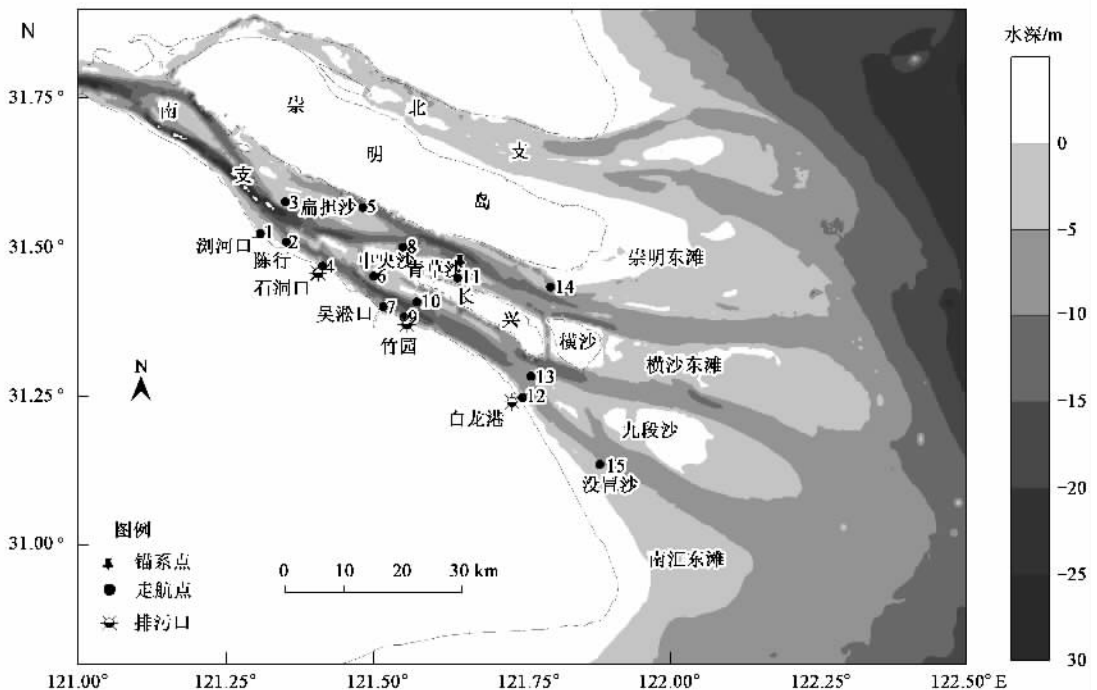 N
水深/m
0
−5
−10
−15
−20
−25
30
31.75°
31.50°
31.25°
31.00°
121.00°
121.25°
121.50°
121.75°
122.00°
122.25°
122.50° E
南
支
崇
明
岛
北
支
3
扁担沙
5
1
浏河口
2
陈行
4
石洞口
8
中央沙
青草沙
6
11
长
兴
7
吴淞口
10
9
竹园
14
崇明东滩
横沙
横沙东滩
13
12
白龙港
九段沙
15
没冒沙
南汇东滩
N
图例
锚系点
走航点
排污口
0 10 20 30 km